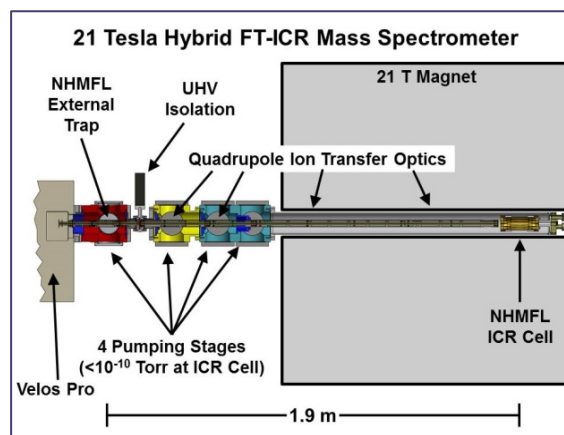 21 Tesla Hybrid FT-ICR Mass Spectrometer
NHMFL
External
Trap
UHV
Isolation
21 T Magnet
Quadrupole Ion Transfer Optics
4 Pumping Stages
(<10⁻¹⁰ Torr at ICR Cell)
NHMFL
ICR Cell
Velos Pro
1.9 m